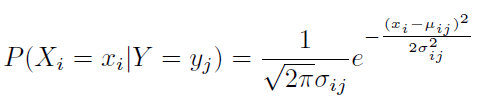 P(X_i = x_i|Y = y_j) = \frac{1}{\sqrt{2\pi}\sigma_{ij}} e^{-\frac{(x_i - \mu_{ij})^2}{2\sigma_{ij}^2}}